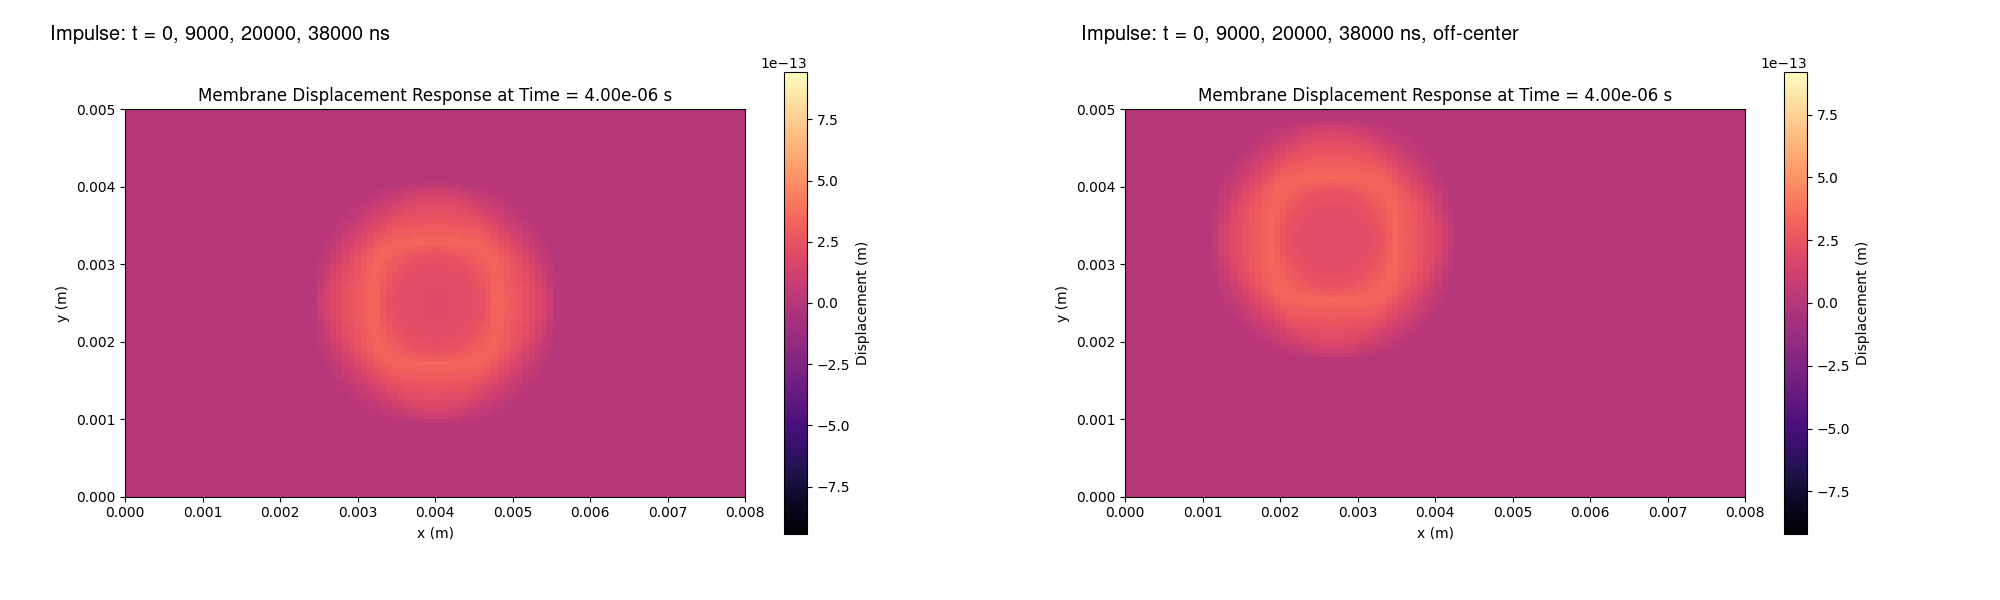 Impulse: t = 0, 9000, 20000, 38000 ns
1e−13
Membrane Displacement Response at Time = 4.00e-06 s
0.005
0.004
0.003
0.002
0.001
0.000
y (m)
0.000 0.001 0.002 0.003 0.004 0.005 0.006 0.007 0.008
x (m)
7.5
5.0
2.5
0.0
−2.5
−5.0
−7.5
Displacement (m)
Impulse: t = 0, 9000, 20000, 38000 ns, off-center
1e−13
Membrane Displacement Response at Time = 4.00e-06 s
0.005
0.004
0.003
0.002
0.001
0.000
y (m)
0.000 0.001 0.002 0.003 0.004 0.005 0.006 0.007 0.008
x (m)
7.5
5.0
2.5
0.0
−2.5
−5.0
−7.5
Displacement (m)